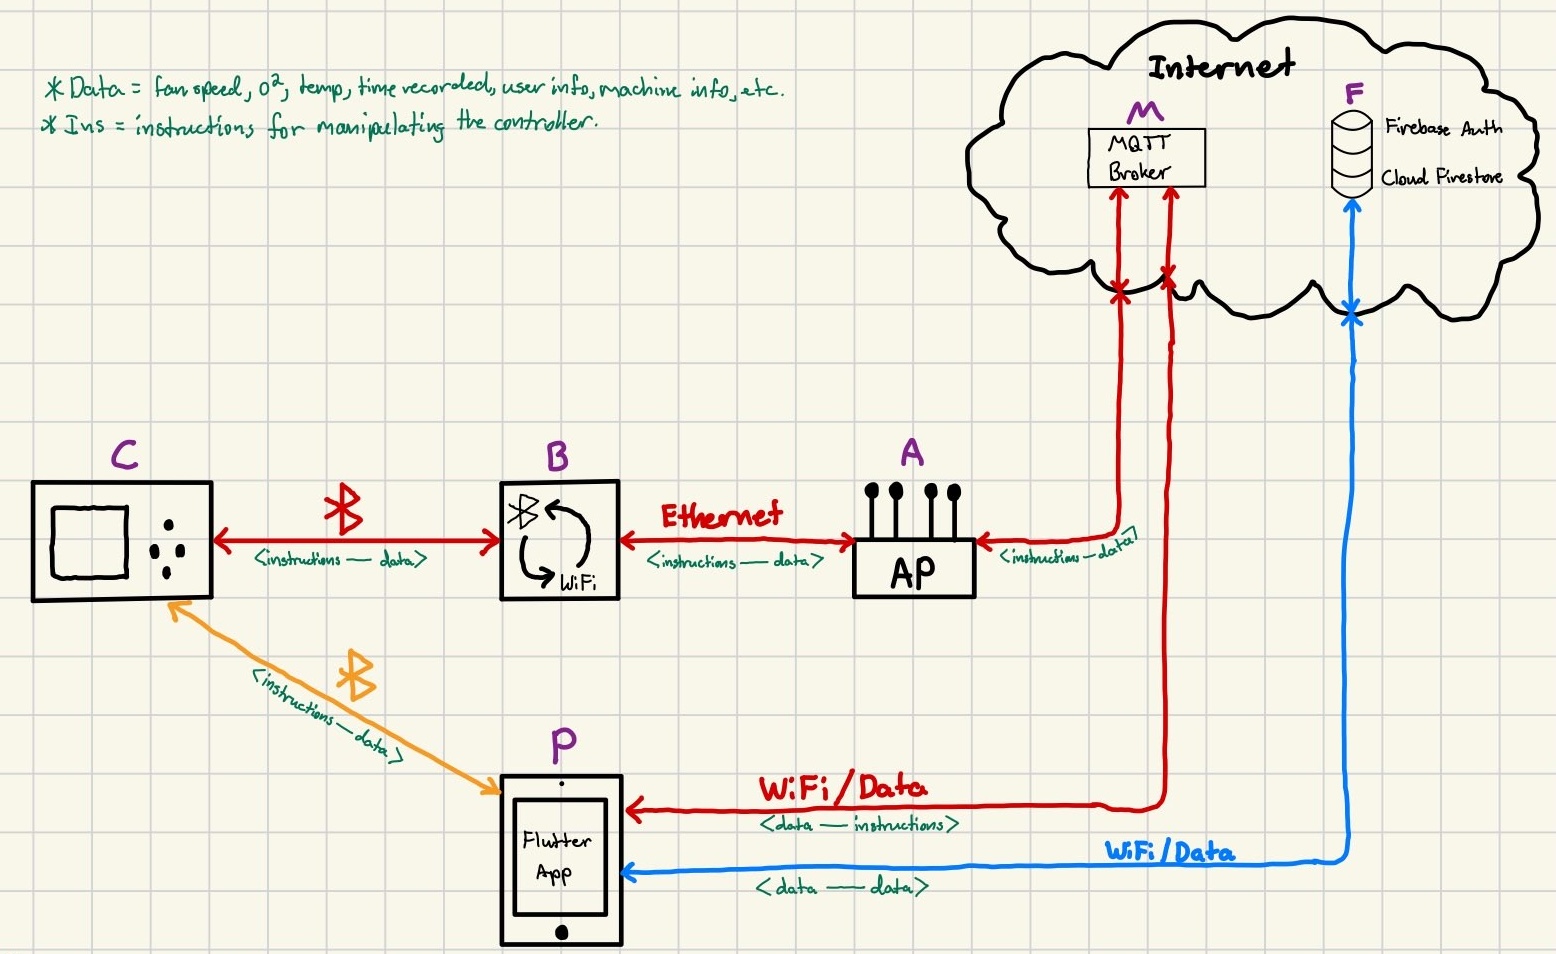 * Data = fan speed, O², temp, time recorded, user info, machine info, etc.
* Ins = instructions for manipulating the controller.
Internet
M
MQTT
Broker
F
Firebase Auth
Cloud Firestore
C
<instructions — data>
B
WiFi
Ethernet
<instructions — data>
A
AP
<instructions — data>
<instructions — data>
P
Flutter
App
WiFi/Data
<data — instructions>
WiFi/Data
<data — data>